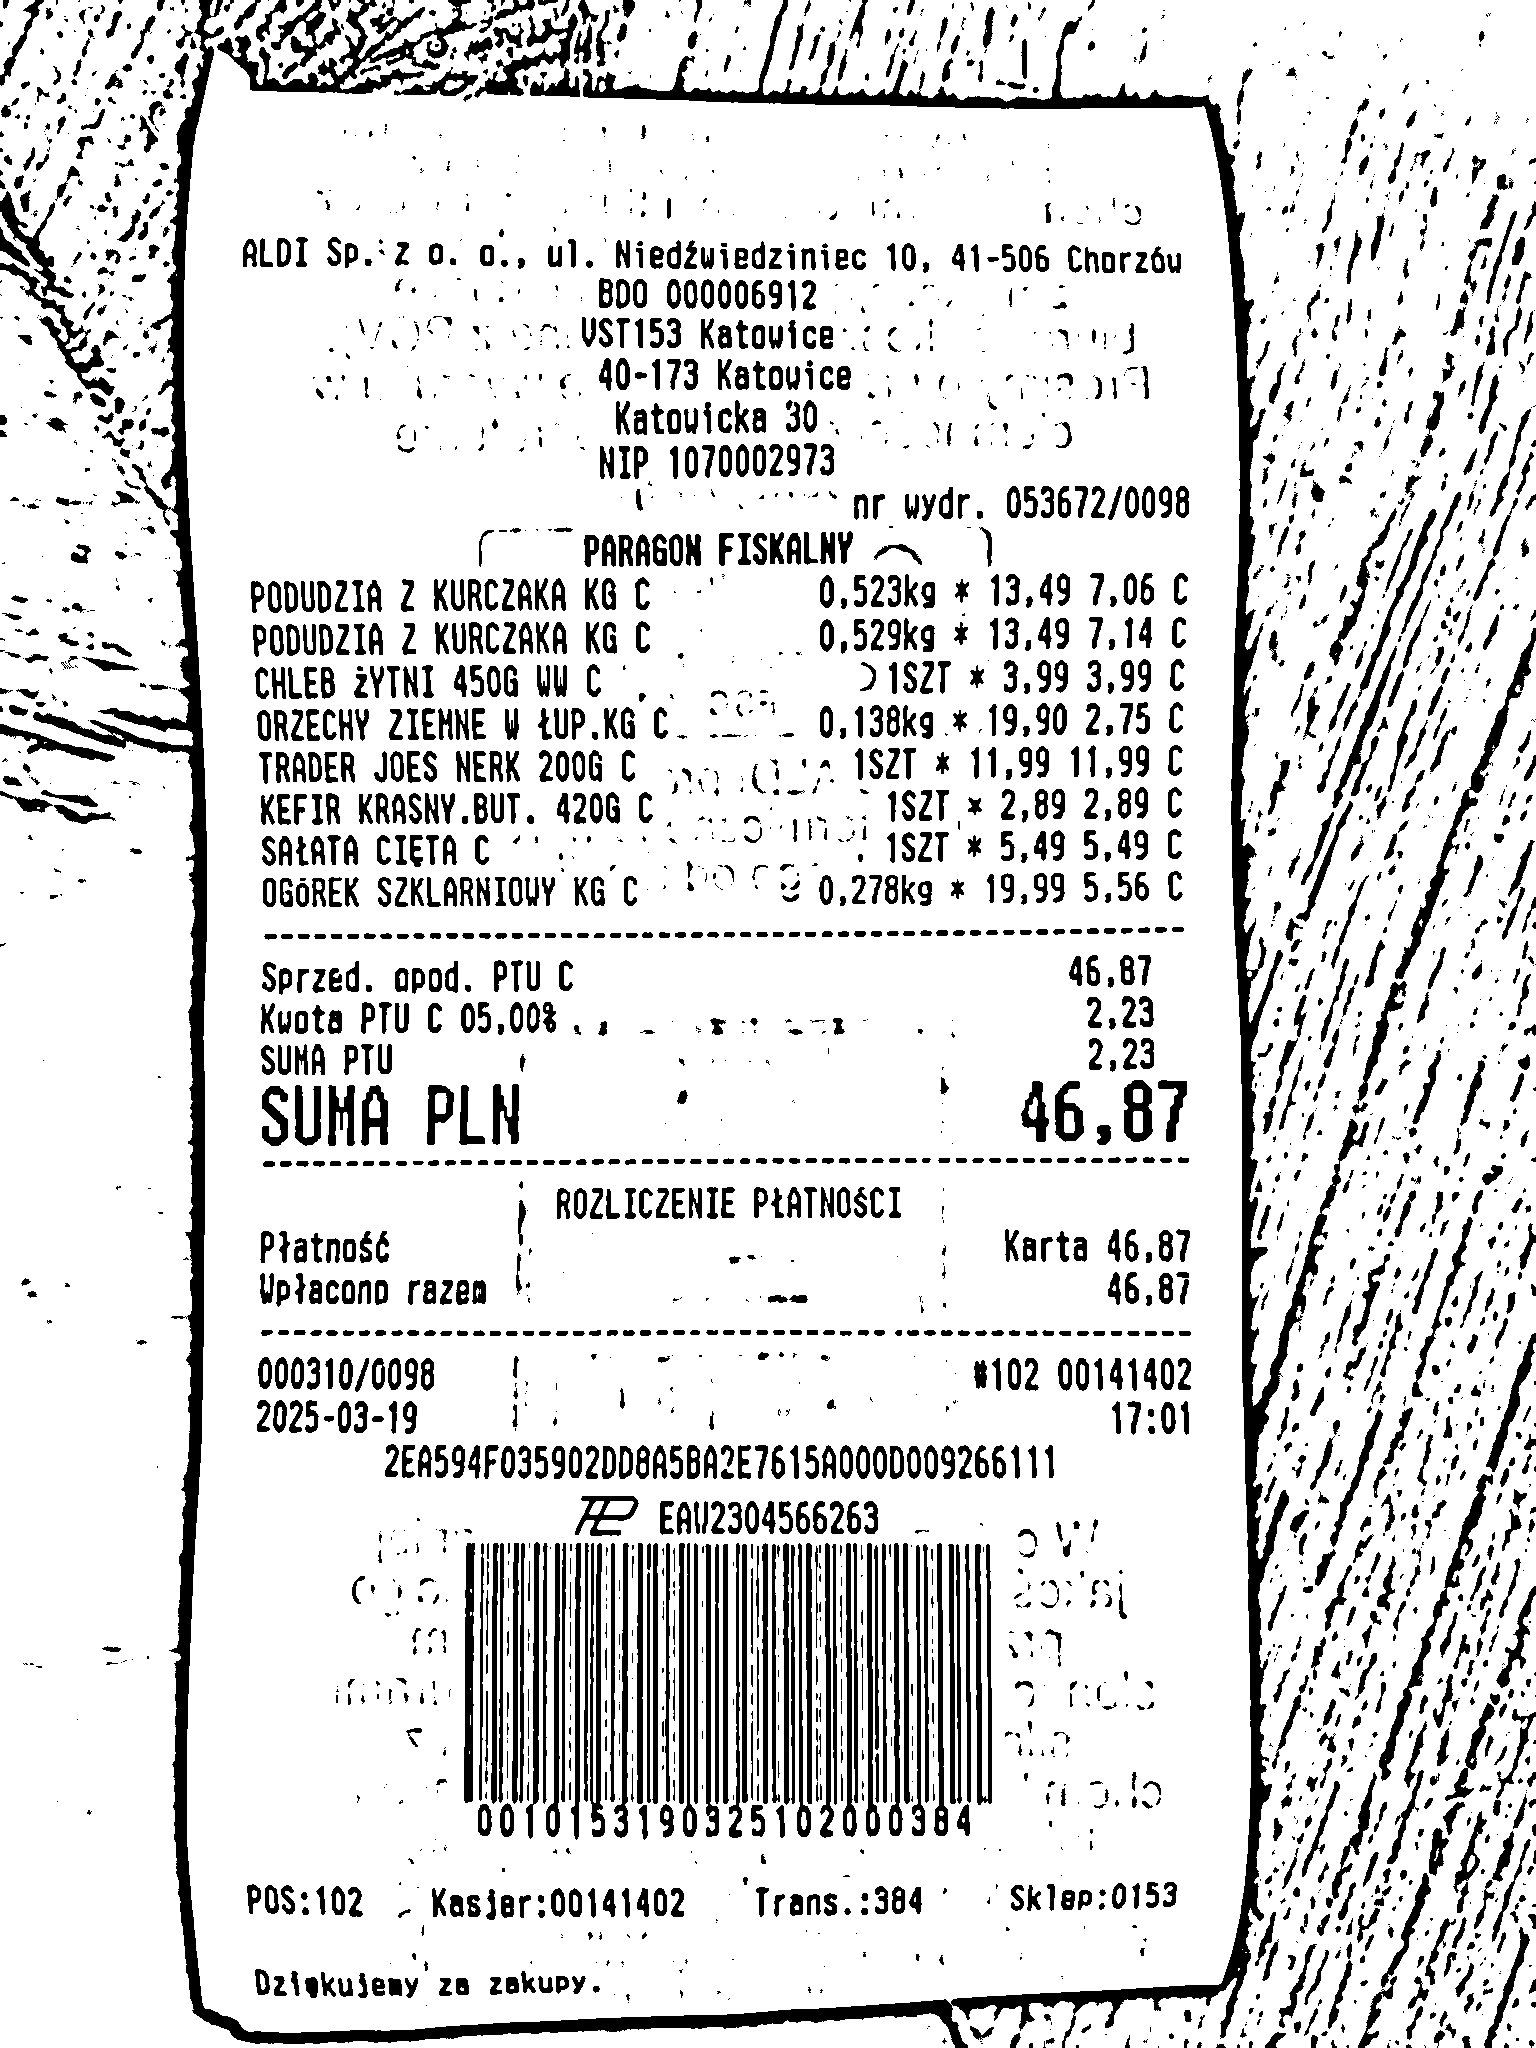 ALDI Sp. z o. o., ul. Niedźwiedziniec 10, 41-506 Chorzów
BDO 000006912
VST153 Katowice
40-173 Katowice
Katowicka 30
NIP 1070002973
nr wydr. 053672/0098
PARAGON FISKALNY
PODUDZIA Z KURCZAKA KG C 0,523kg * 13,49 7,06 C
PODUDZIA Z KURCZAKA KG C 0,529kg * 13,49 7,14 C
CHLEB ŻYTNI 450G WW C 1SZT * 3,99 3,99 C
ORZECHY ZIEMNE W ŁUP.KG C 0,138kg * 19,90 2,75 C
TRADER JOES NERK 200G C 1SZT * 11,99 11,99 C
KEFIR KRASNY.BUT. 420G C 1SZT * 2,89 2,89 C
SAŁATA CIĘTA C 1SZT * 5,49 5,49 C
OGÓREK SZKLARNIOWY KG C 0,278kg * 19,99 5,56 C
Sprzed. opod. PTU C 46,87
Kwota PTU C 05,00% 2,23
SUMA PTU 2,23
SUMA PLN 46,87
ROZLICZENIE PŁATNOŚCI
Płatność Karta 46,87
Wpłacono razem 46,87
000310/0098 #102 00141402
2025-03-19 17:01
2EA594F035902DD8A5BA2E7615A000D009266111
EAW2304566263
00101531903251020003​84
POS:102 Kasjer:00141402 Trans.:384 Sklep:0153
Dziękujemy za zakupy.